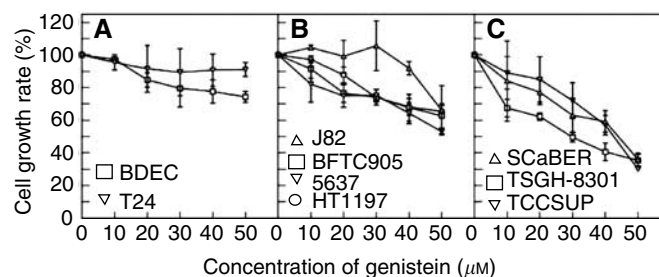 A
B
C
Cell growth rate (%)
120
100
80
60
40
20
0
BDEC
T24
J82
BFTC905
5637
HT1197
SCaBER
TSGH-8301
TCCSUP
0 10 20 30 40 50
0 10 20 30 40 50
0 10 20 30 40 50
Concentration of genistein (μM)